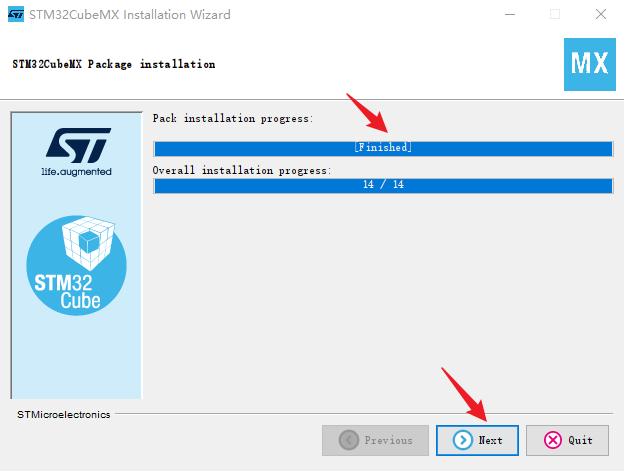 STM32CubeMX Installation Wizard
STM32CubeMX Package installation
MX
ST
life.augmented
Pack installation progress:
[Finished]
Overall installation progress:
14 / 14
STM32
Cube
STMicroelectronics
Previous
Next
Quit